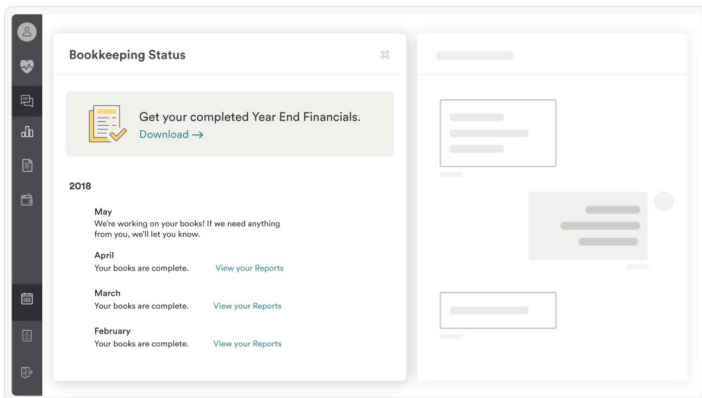 Bookkeeping Status
Get your completed Year End Financials.
Download →
2018
May
We're working on your books! If we need anything
from you, we'll let you know.
April
Your books are complete. View your Reports
March
Your books are complete. View your Reports
February
Your books are complete. View your Reports